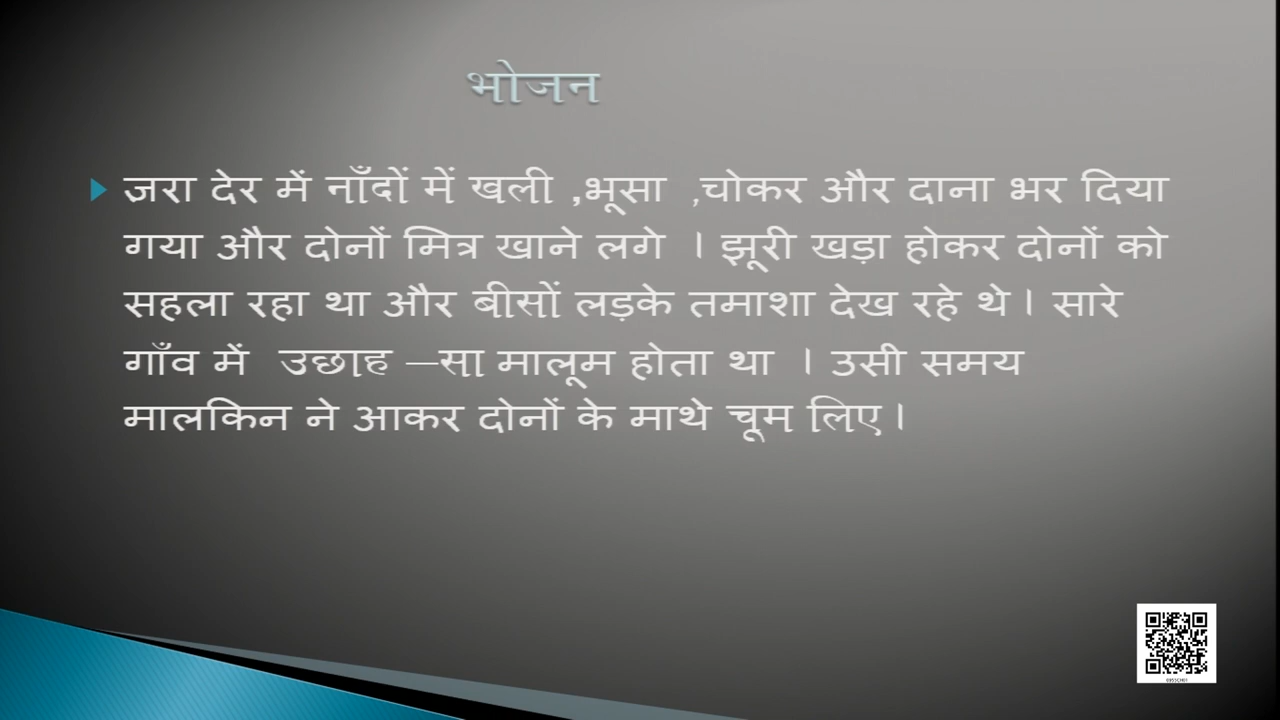 भोजन
ज़रा देर में नाँदों में खली ,भूसा ,चोकर और दाना भर दिया
गया और दोनों मित्र खाने लगे । झूरी खड़ा होकर दोनों को
सहला रहा था और बीसों लड़के तमाशा देख रहे थे। सारे
गाँव में उछाह –सा मालूम होता था । उसी समय
मालकिन ने आकर दोनों के माथे चूम लिए।